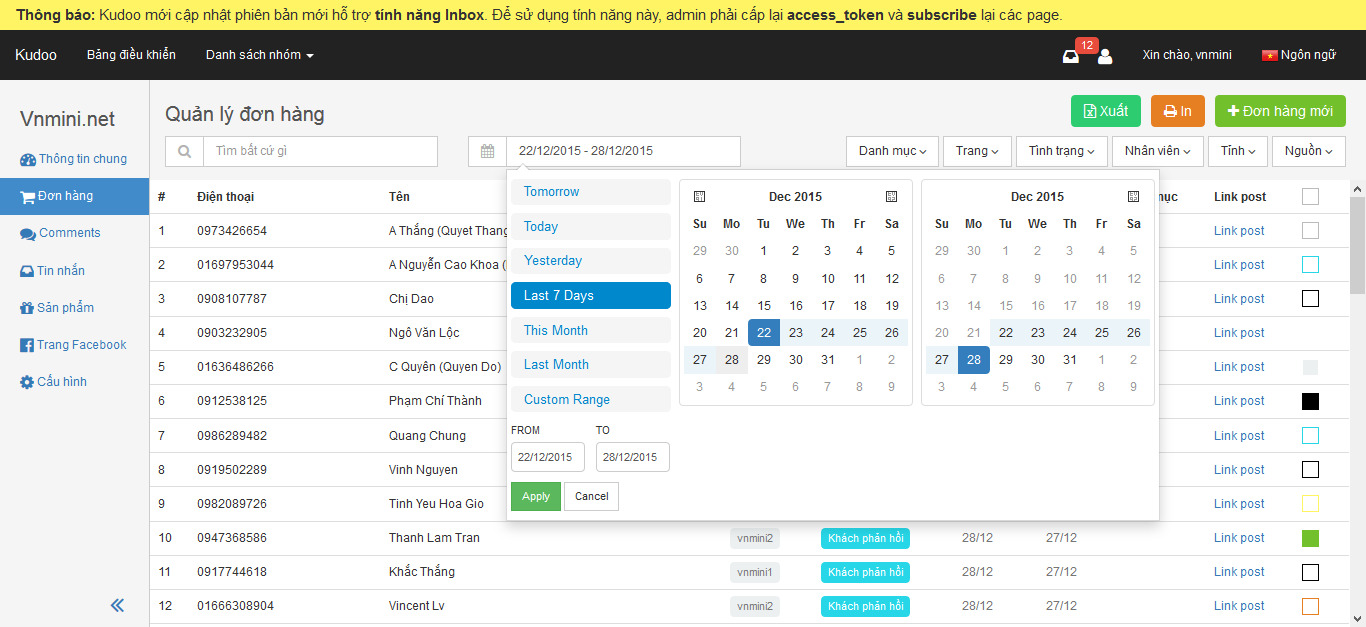 Thông báo: Kudoo mới cập nhật phiên bản mới hỗ trợ tính năng Inbox. Để sử dụng tính năng này, admin phải cấp lại access_token và subscribe lại các page.
Kudoo Bảng điều khiển Danh sách nhóm 12 Xin chào, vnmini Ngôn ngữ
Vnmini.net
Thông tin chung
Đơn hàng
Comments
Tin nhắn
Sản phẩm
Trang Facebook
Cấu hình
Quản lý đơn hàng Xuất In Đơn hàng mới
Tìm bất cứ gì 22/12/2015 - 28/12/2015 Danh mục Trang Tình trạng Nhân viên Tỉnh Nguồn
# Điện thoại Tên mục Link post
1 0973426654 A Thắng (Quyet Thang Link post
2 01697953044 A Nguyễn Cao Khoa ( Link post
3 0908107787 Chị Dao Link post
4 0903232905 Ngô Văn Lộc Link post
5 01636486266 C Quyên (Quyen Do) Link post
6 0912538125 Phạm Chí Thành Link post
7 0986289482 Quang Chung Link post
8 0919502289 Vinh Nguyen Link post
9 0982089726 Tinh Yeu Hoa Gio Link post
10 0947368586 Thanh Lam Tran vnmini2 Khách phản hồi 28/12 27/12 Link post
11 0917744618 Khắc Thắng vnmini1 Khách phản hồi 28/12 27/12 Link post
12 01666308904 Vincent Lv vnmini2 Khách phản hồi 28/12 27/12 Link post
Tomorrow
Today
Yesterday
Last 7 Days
This Month
Last Month
Custom Range
FROM TO
22/12/2015 28/12/2015
Apply Cancel
Dec 2015
Su Mo Tu We Th Fr Sa
29 30 1 2 3 4 5
6 7 8 9 10 11 12
13 14 15 16 17 18 19
20 21 22 23 24 25 26
27 28 29 30 31 1 2
3 4 5 6 7 8 9
Dec 2015
Su Mo Tu We Th Fr Sa
29 30 1 2 3 4 5
6 7 8 9 10 11 12
13 14 15 16 17 18 19
20 21 22 23 24 25 26
27 28 29 30 31 1 2
3 4 5 6 7 8 9